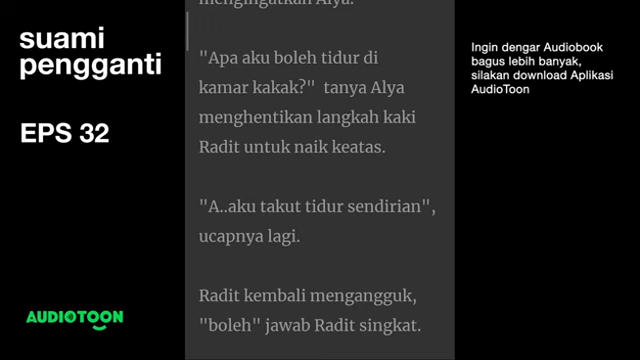 suami
pengganti
EPS 32
AUDIOTOON
mengingatkan Alya.
"Apa aku boleh tidur di
kamar kakak?" tanya Alya
menghentikan langkah kaki
Radit untuk naik keatas.
"A..aku takut tidur sendirian",
ucapnya lagi.
Radit kembali mengangguk,
"boleh" jawab Radit singkat.
Ingin dengar Audiobook
bagus lebih banyak,
silakan download Aplikasi
AudioToon